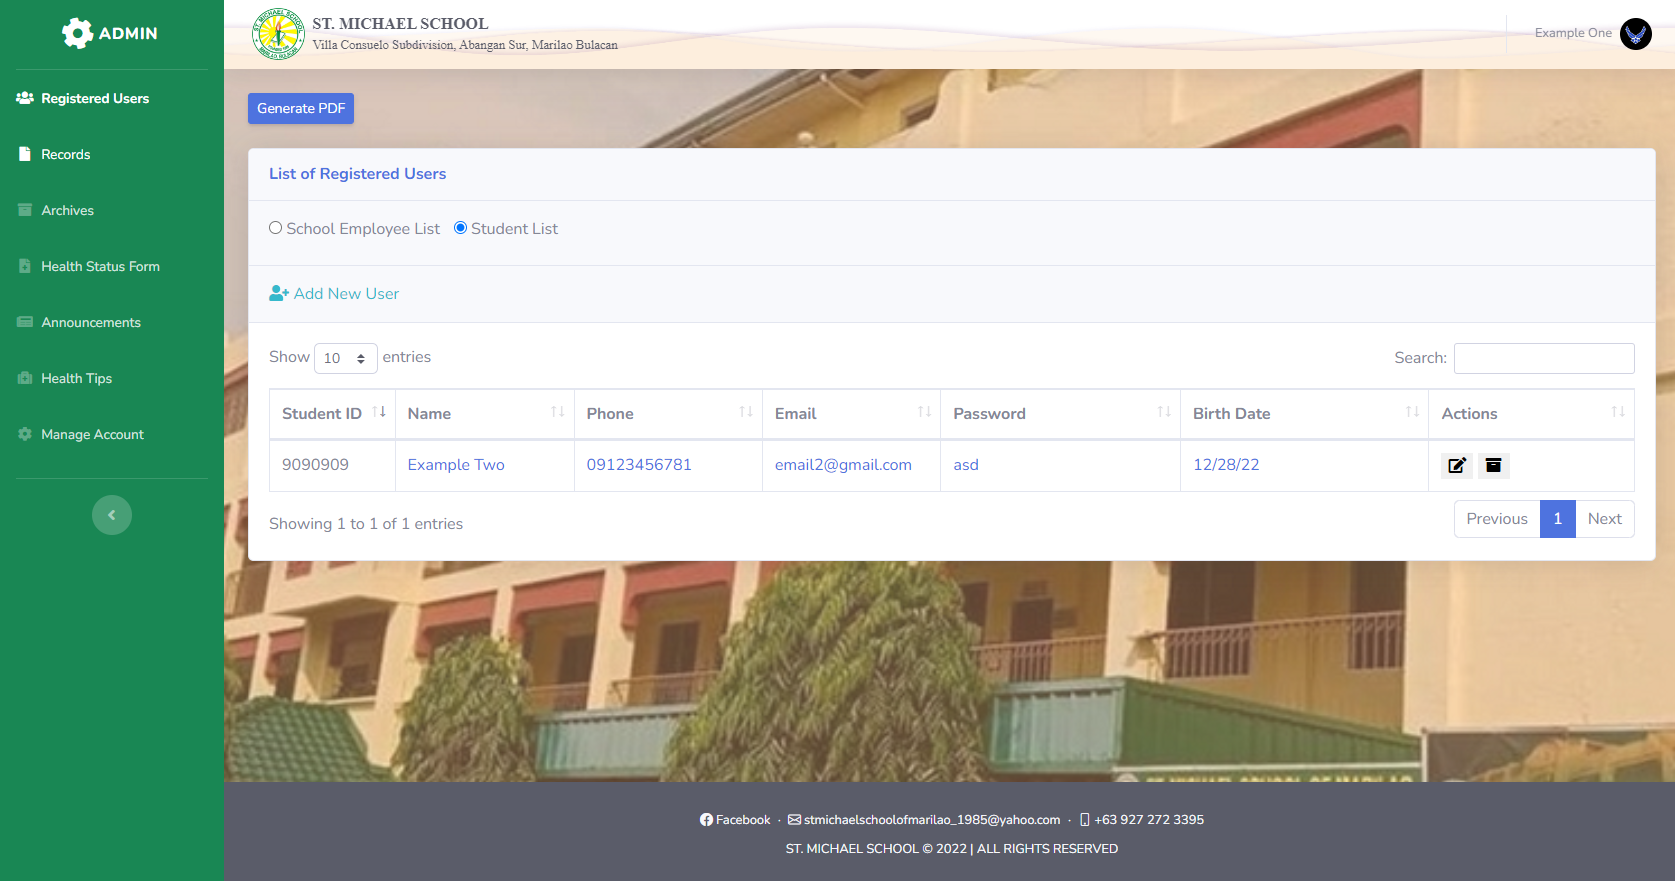 ADMIN
Registered Users
Records
Archives
Health Status Form
Announcements
Health Tips
Manage Account
ST. MICHAEL SCHOOL
Villa Consuelo Subdivision, Abangan Sur, Marilao Bulacan
Example One
Generate PDF
List of Registered Users
School Employee List Student List
Add New User
Show 10 entries Search:
Student ID Name Phone Email Password Birth Date Actions
9090909 Example Two 09123456781 email2@gmail.com asd 12/28/22
Showing 1 to 1 of 1 entries Previous 1 Next
Facebook · stmichaelschoolofmarilao_1985@yahoo.com · +63 927 272 3395
ST. MICHAEL SCHOOL © 2022 | ALL RIGHTS RESERVED